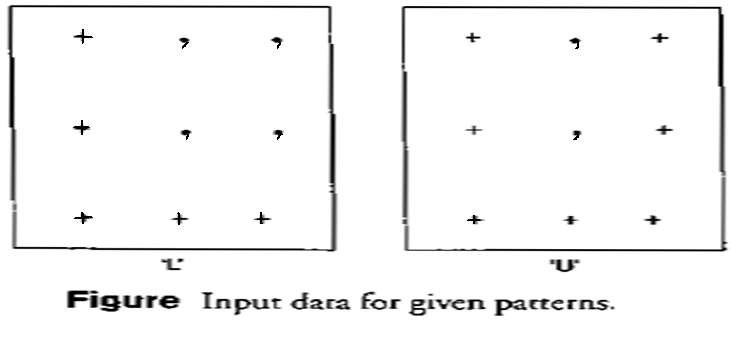 + , , + , +
+ , , + , +
+ + + + + +
'L' 'U'
Figure Input data for given patterns.